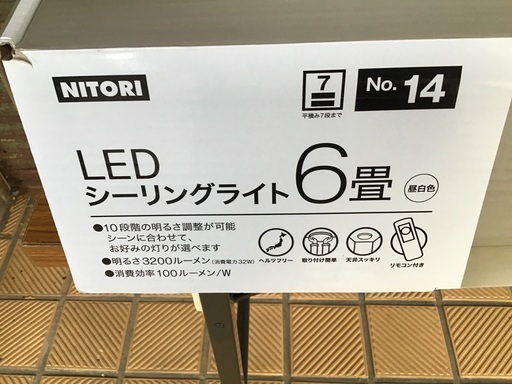 NITORI
7
平積み7段まで
No. 14
LED
シーリングライト 6畳 昼白色
●10段階の明るさ調整が可能
シーンに合わせて、
お好みの灯りが選べます
●明るさ3200ルーメン(消費電力32W)
●消費効率100ルーメン/W
ヘルツフリー 取り付け簡単 天井スッキリ リモコン付き